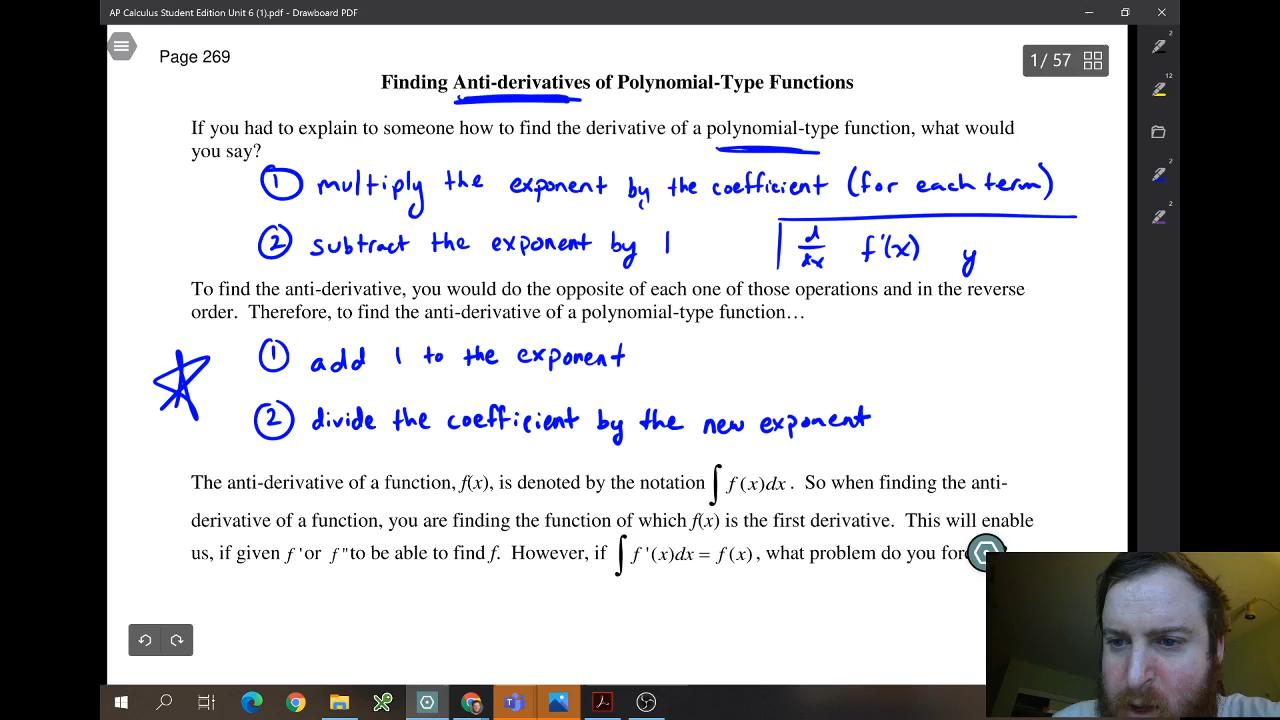 AP Calculus Student Edition Unit 6 (1).pdf - Drawboard PDF
Page 269
1 / 57
Finding Anti-derivatives of Polynomial-Type Functions
If you had to explain to someone how to find the derivative of a polynomial-type function, what would
you say?
① multiply the exponent by the coefficient (for each term)
② subtract the exponent by 1
d/dx f'(x) y
To find the anti-derivative, you would do the opposite of each one of those operations and in the reverse
order. Therefore, to find the anti-derivative of a polynomial-type function…
① add 1 to the exponent
② divide the coefficient by the new exponent
The anti-derivative of a function, f(x), is denoted by the notation ∫ f(x)dx. So when finding the anti-
derivative of a function, you are finding the function of which f(x) is the first derivative. This will enable
us, if given f ' or f " to be able to find f. However, if ∫ f '(x)dx = f(x), what problem do you
2
12
2
2